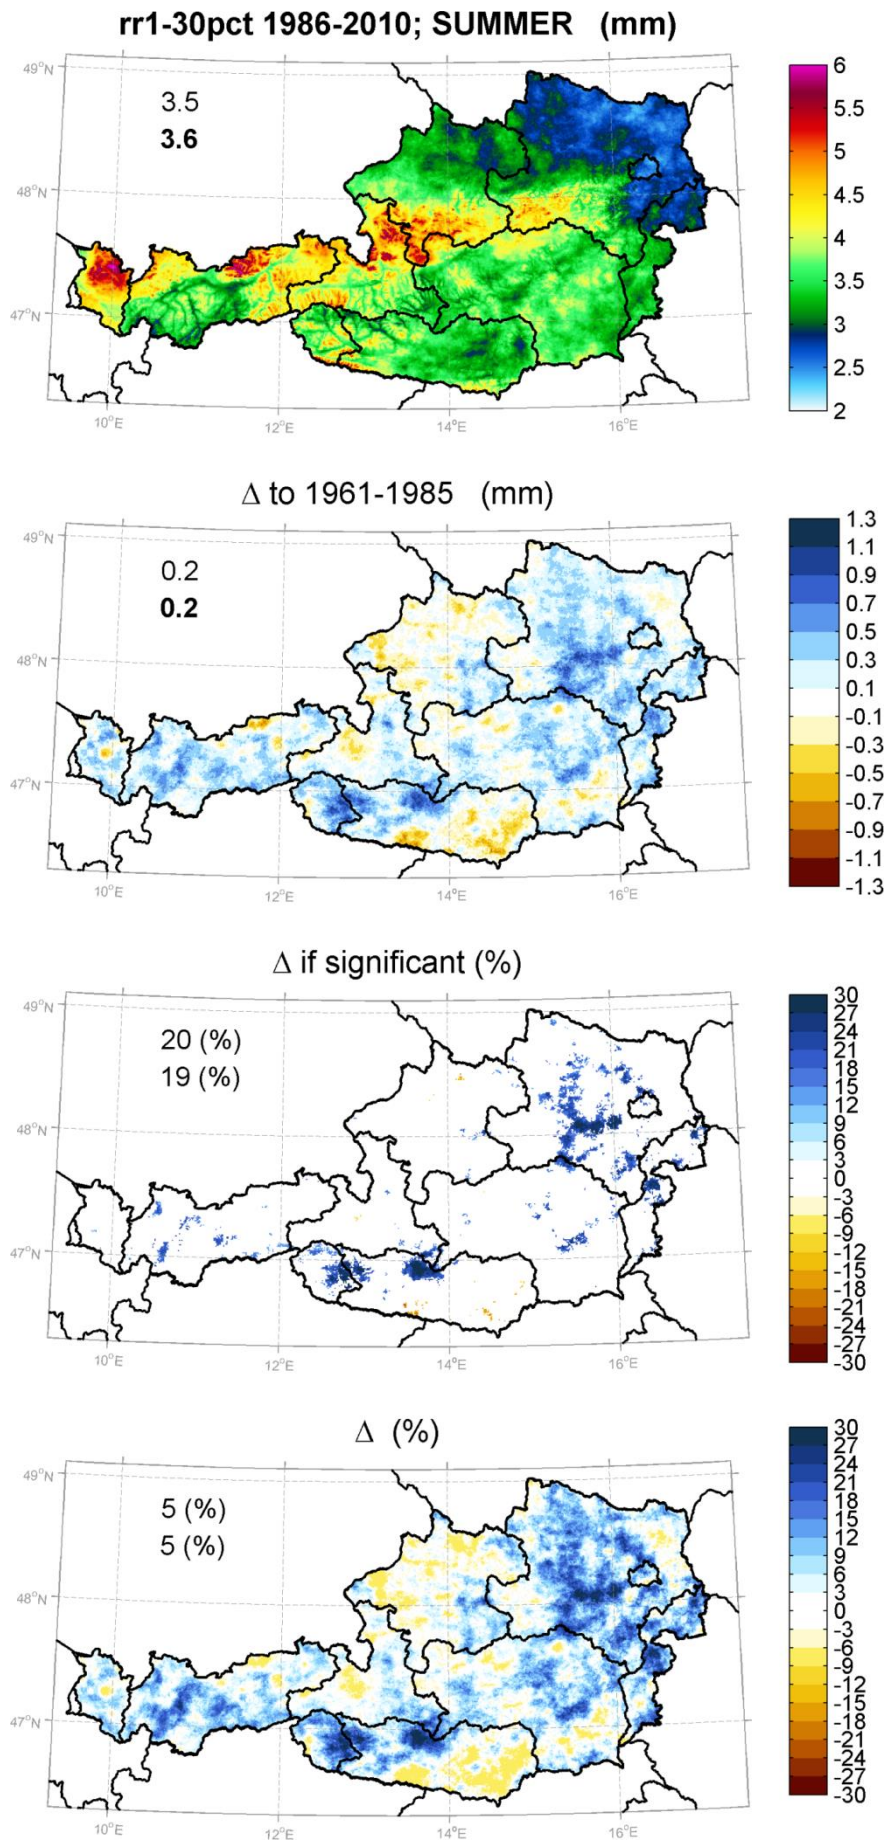 rr1-30pct 1986-2010; SUMMER (mm)
49°N
48°N
47°N
3.5
3.6
10°E
12°E
14°E
16°E
6
5.5
5
4.5
4
3.5
3
2.5
2
Δ to 1961-1985 (mm)
49°N
48°N
47°N
0.2
0.2
10°E
12°E
14°E
16°E
1.3
1.1
0.9
0.7
0.5
0.3
0.1
-0.1
-0.3
-0.5
-0.7
-0.9
-1.1
-1.3
Δ if significant (%)
49°N
48°N
47°N
20 (%)
19 (%)
10°E
12°E
14°E
16°E
30
27
24
21
18
15
12
9
6
3
0
-3
-6
-9
-12
-15
-18
-21
-24
-27
-30
Δ (%)
49°N
48°N
47°N
5 (%)
5 (%)
10°E
12°E
14°E
16°E
30
27
24
21
18
15
12
9
6
3
0
-3
-6
-9
-12
-15
-18
-21
-24
-27
-30